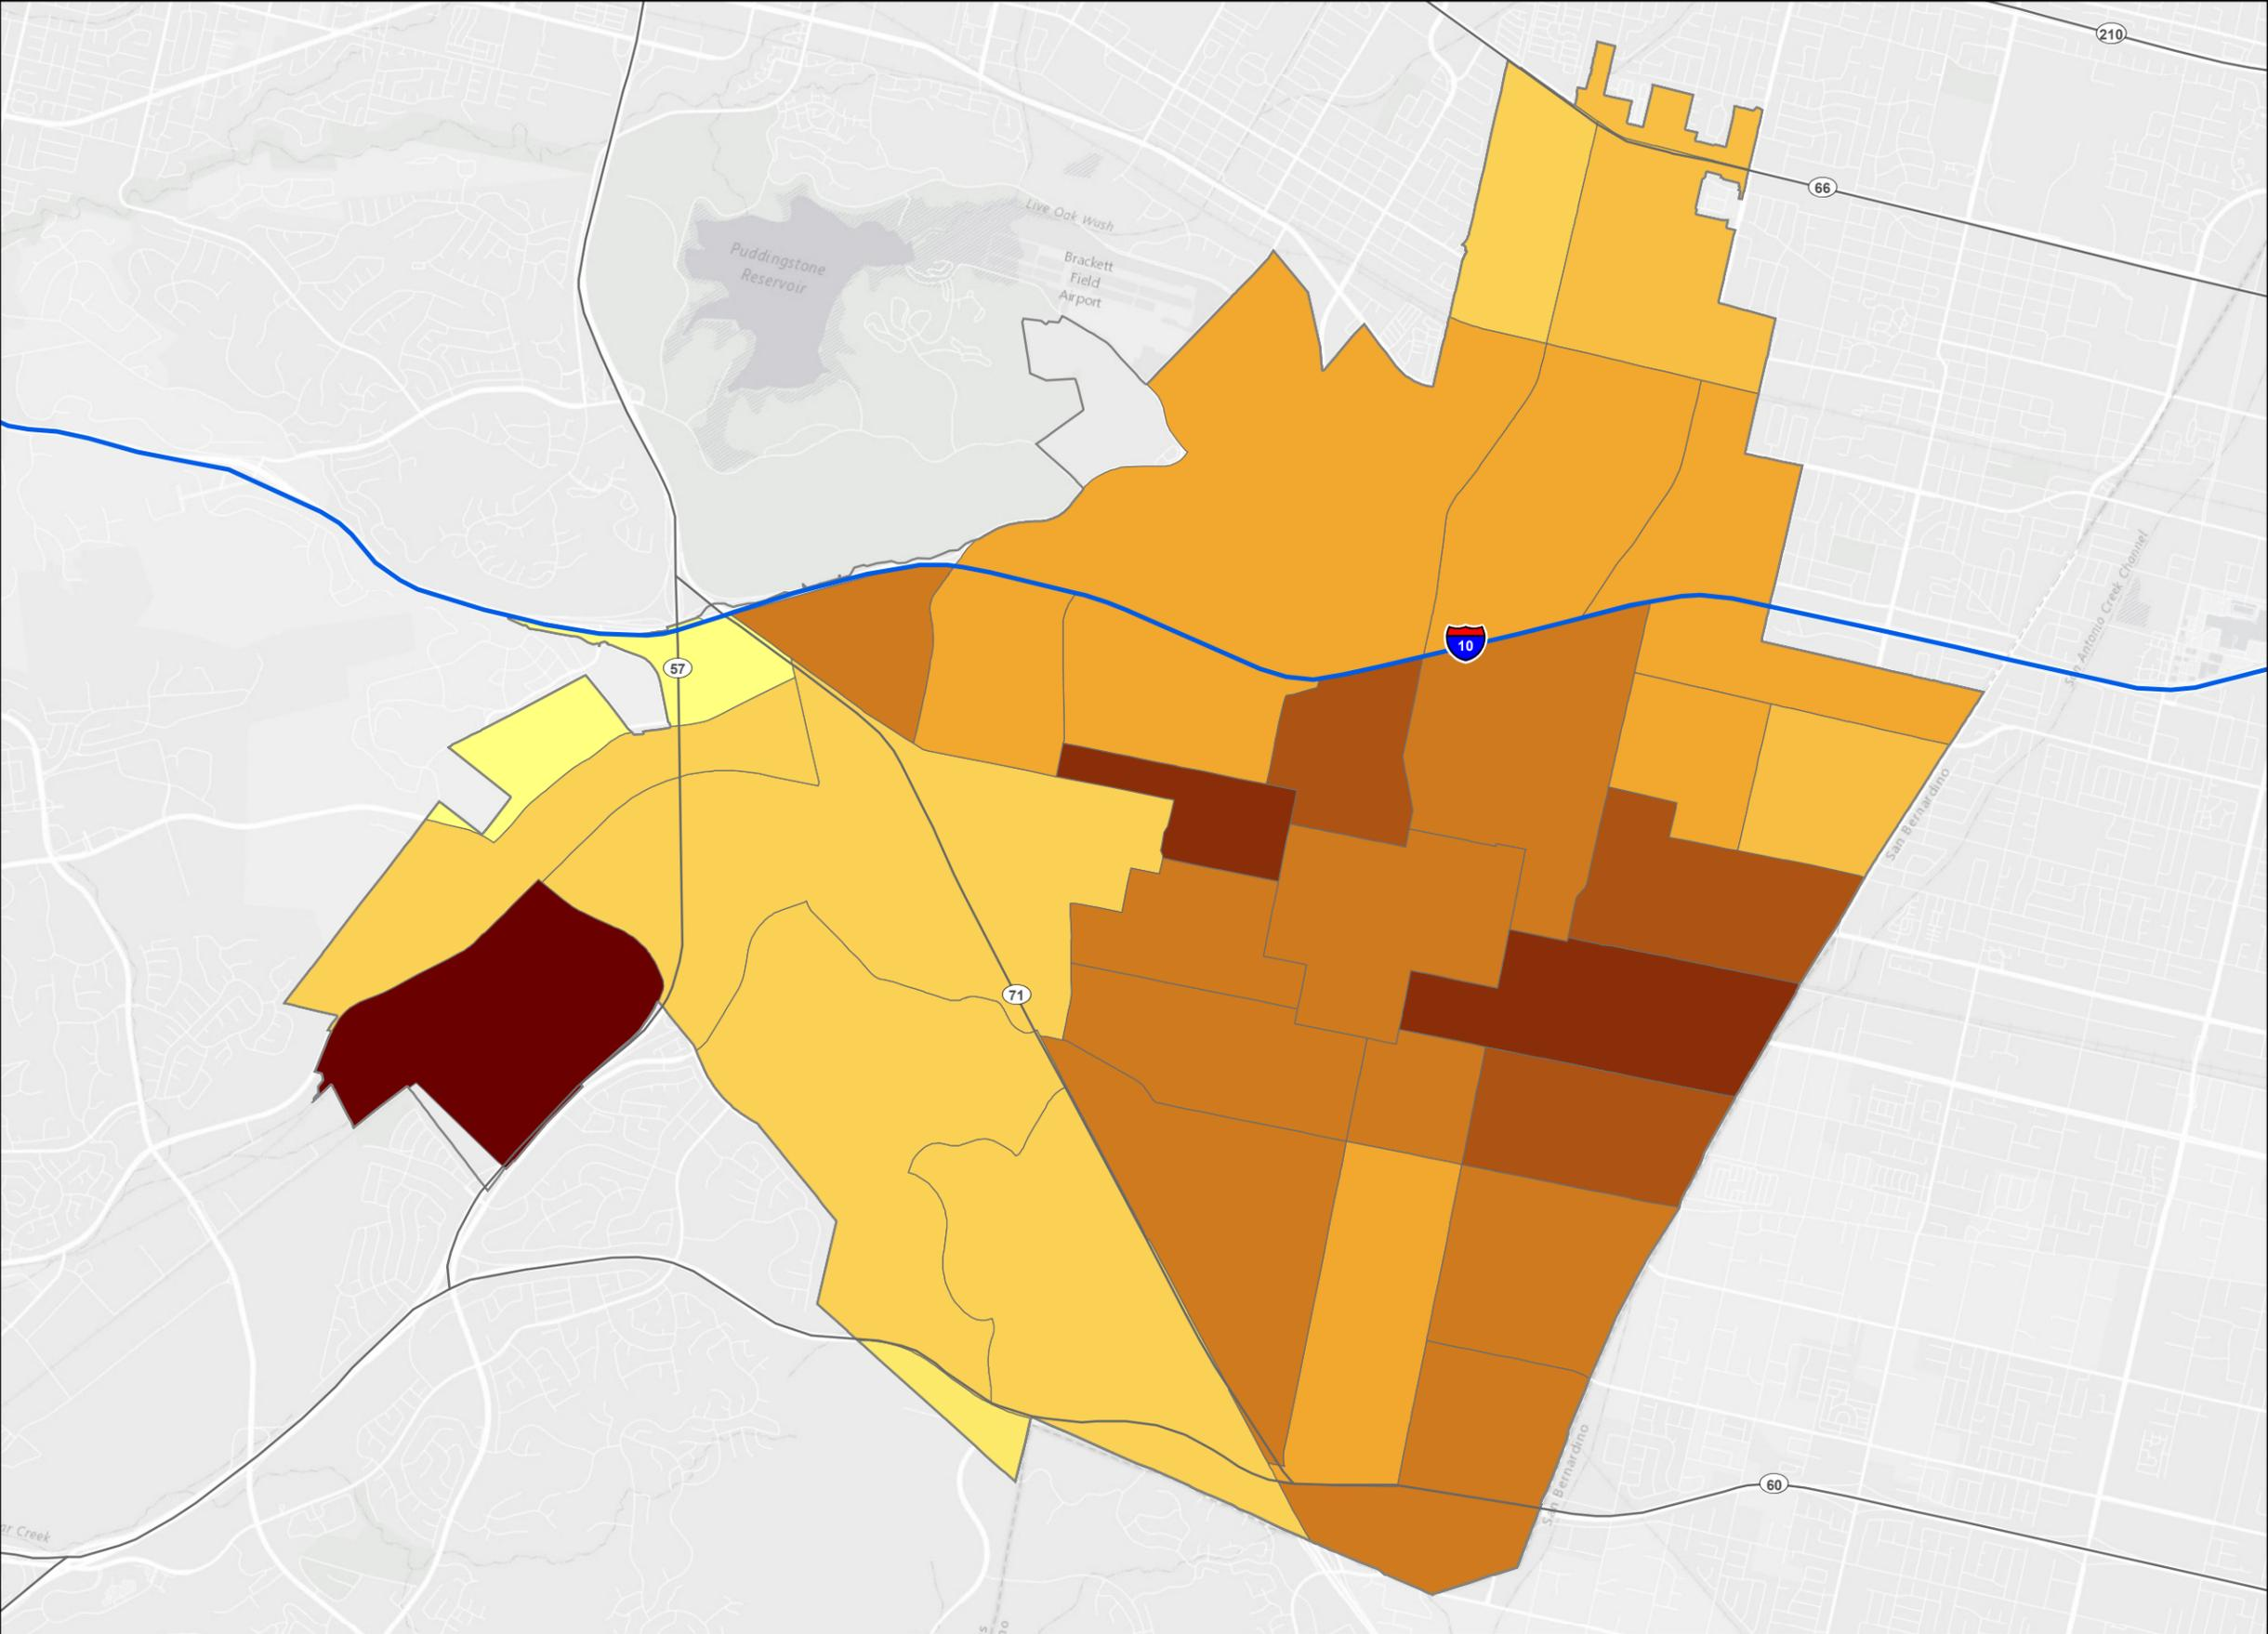 210
66
Live Oak Wash
Puddingstone
Reservoir
Brackett
Field
Airport
San Antonio Creek Channel
10
57
San Bernardino
71
60
San Bernardino
ar Creek